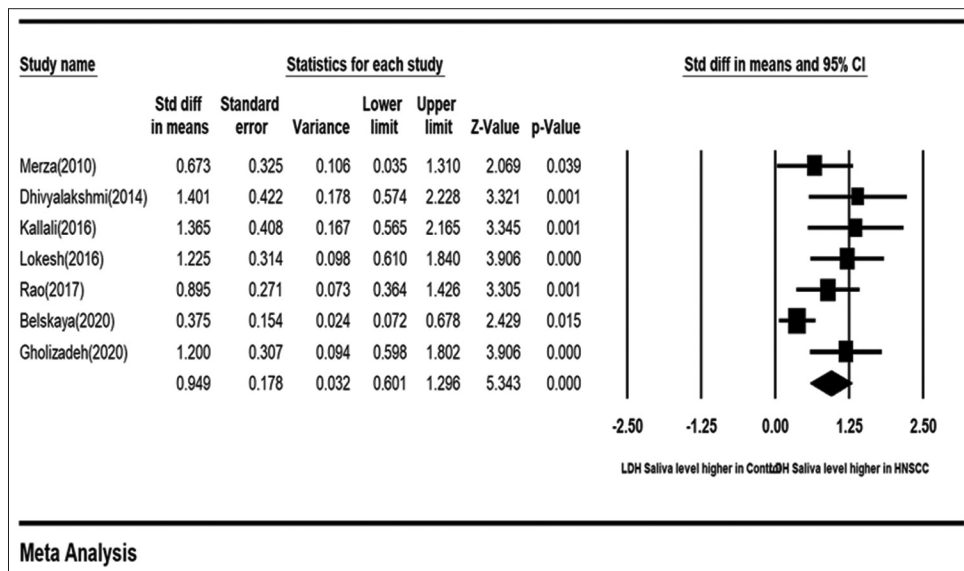 Study name Statistics for each study Std diff in means and 95% CI
Std diff Standard Lower Upper
in means error Variance limit limit Z-Value p-Value
Merza(2010) 0.673 0.325 0.106 0.035 1.310 2.069 0.039
Dhivyalakshmi(2014) 1.401 0.422 0.178 0.574 2.228 3.321 0.001
Kallali(2016) 1.365 0.408 0.167 0.565 2.165 3.345 0.001
Lokesh(2016) 1.225 0.314 0.098 0.610 1.840 3.906 0.000
Rao(2017) 0.895 0.271 0.073 0.364 1.426 3.305 0.001
Belskaya(2020) 0.375 0.154 0.024 0.072 0.678 2.429 0.015
Gholizadeh(2020) 1.200 0.307 0.094 0.598 1.802 3.906 0.000
0.949 0.178 0.032 0.601 1.296 5.343 0.000
-2.50 -1.25 0.00 1.25 2.50
LDH Saliva level higher in Control LDH Saliva level higher in HNSCC
Meta Analysis